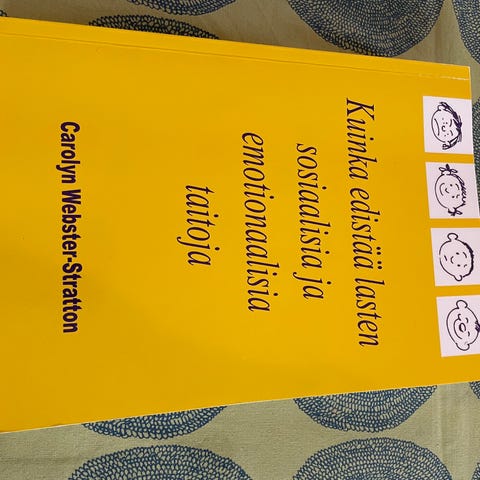 Kuinka edistää lasten
sosiaalisia ja
emotionaalisia
taitoja
Carolyn Webster-Stratton